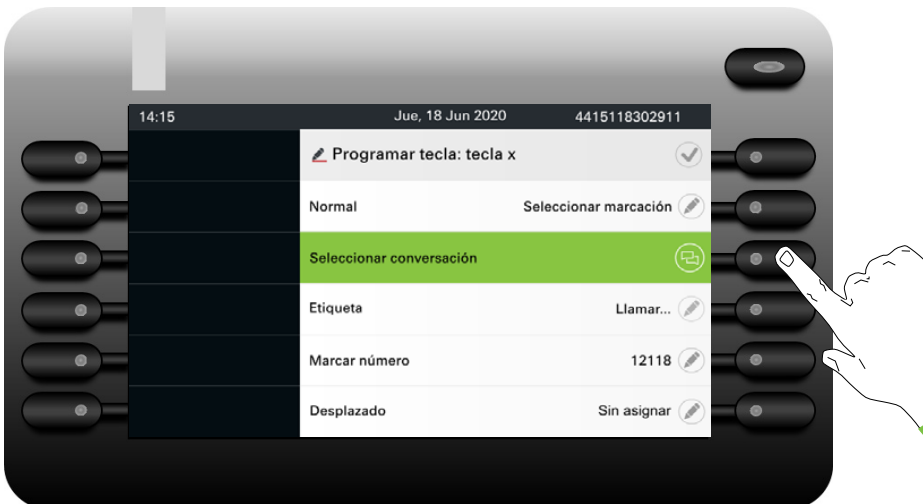 14:15 Jue, 18 Jun 2020 4415118302911
Programar tecla: tecla x
Normal Seleccionar marcación
Seleccionar conversación
Etiqueta Llamar...
Marcar número 12118
Desplazado Sin asignar